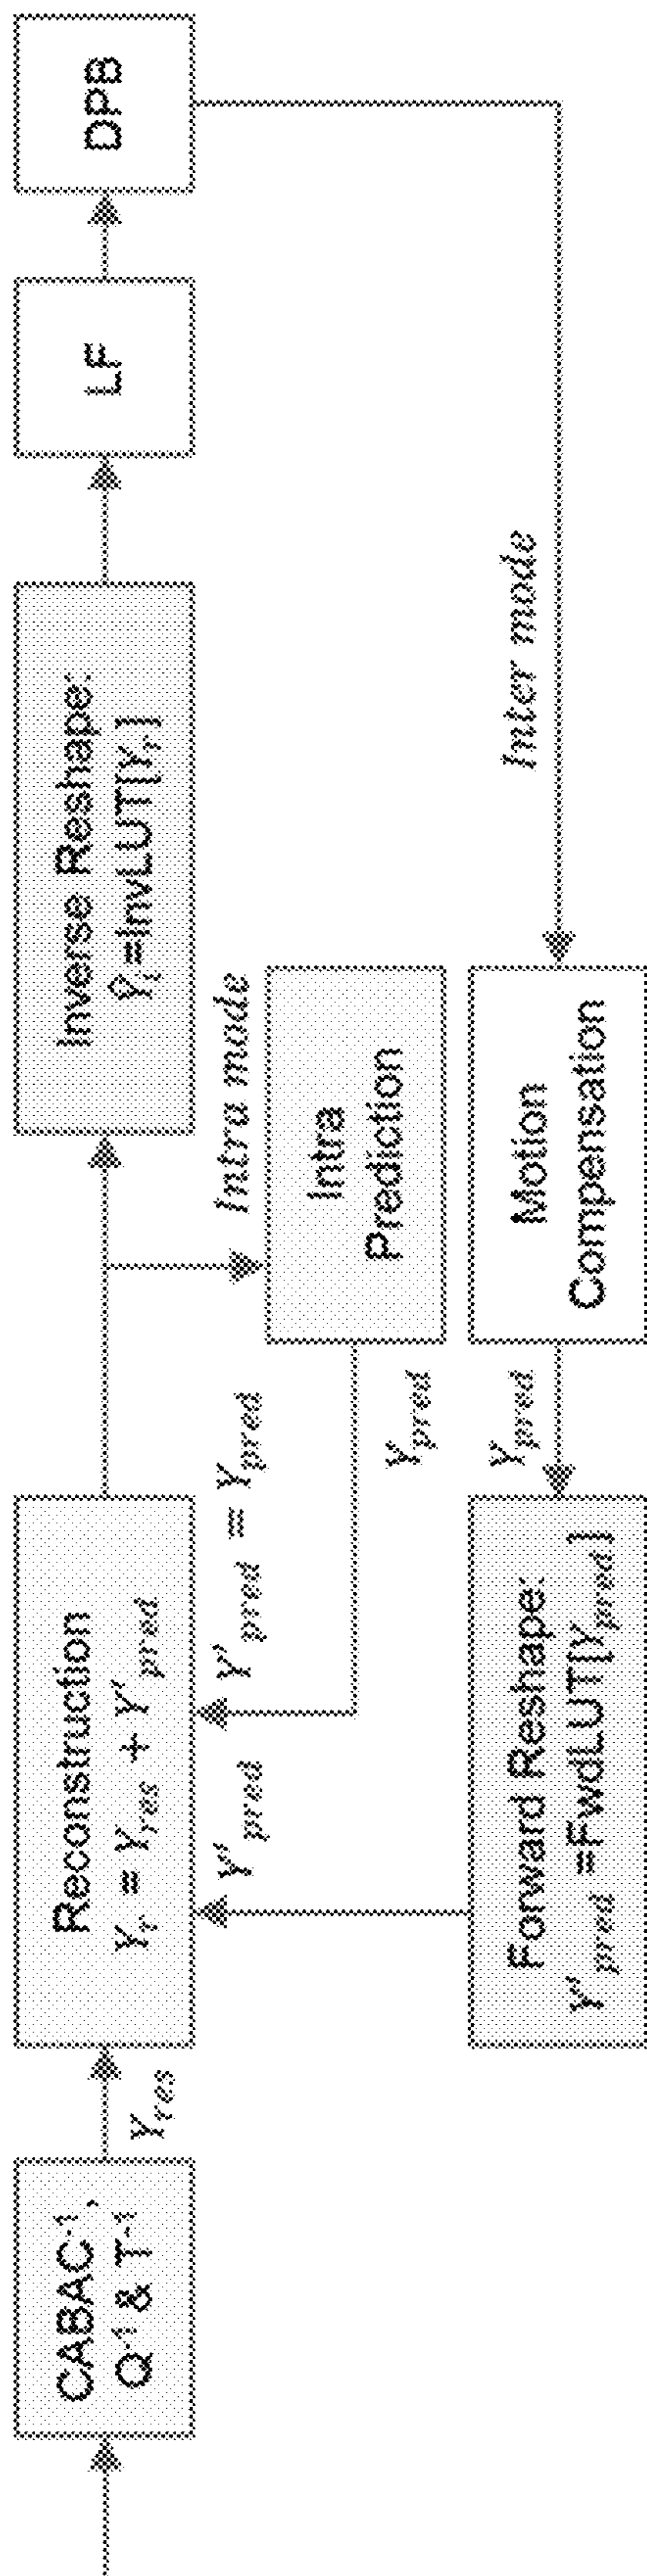 CABAC⁻¹,
Q⁻¹ & T⁻¹
Y_res
Reconstruction
Y_r = Y_res + Y'_pred
Inverse Reshape:
Ŷ_i=InvLUT[Y_r]
LF
DPB
Y'_pred
Y'_pred = Y_pred
Intra mode
Intra
Prediction
Y_pred
Inter mode
Y_pred
Forward Reshape:
Y'_pred =FwdLUT[Y_pred]
Motion
Compensation